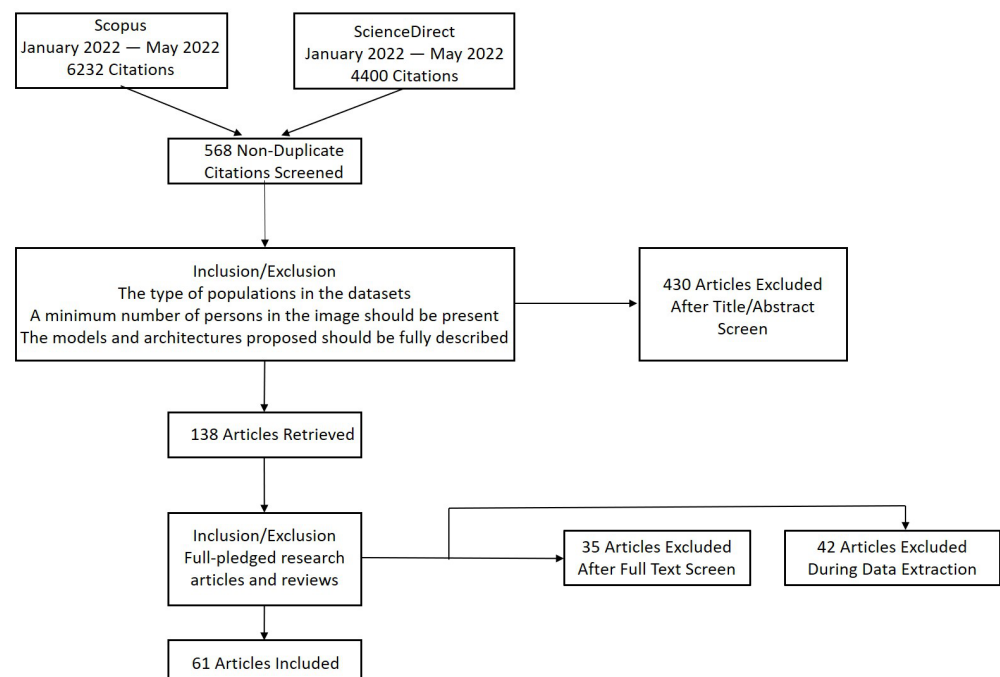 Scopus
January 2022 — May 2022
6232 Citations
ScienceDirect
January 2022 — May 2022
4400 Citations
568 Non-Duplicate
Citations Screened
Inclusion/Exclusion
The type of populations in the datasets
A minimum number of persons in the image should be present
The models and architectures proposed should be fully described
430 Articles Excluded
After Title/Abstract
Screen
138 Articles Retrieved
Inclusion/Exclusion
Full-pledged research
articles and reviews
35 Articles Excluded
After Full Text Screen
42 Articles Excluded
During Data Extraction
61 Articles Included